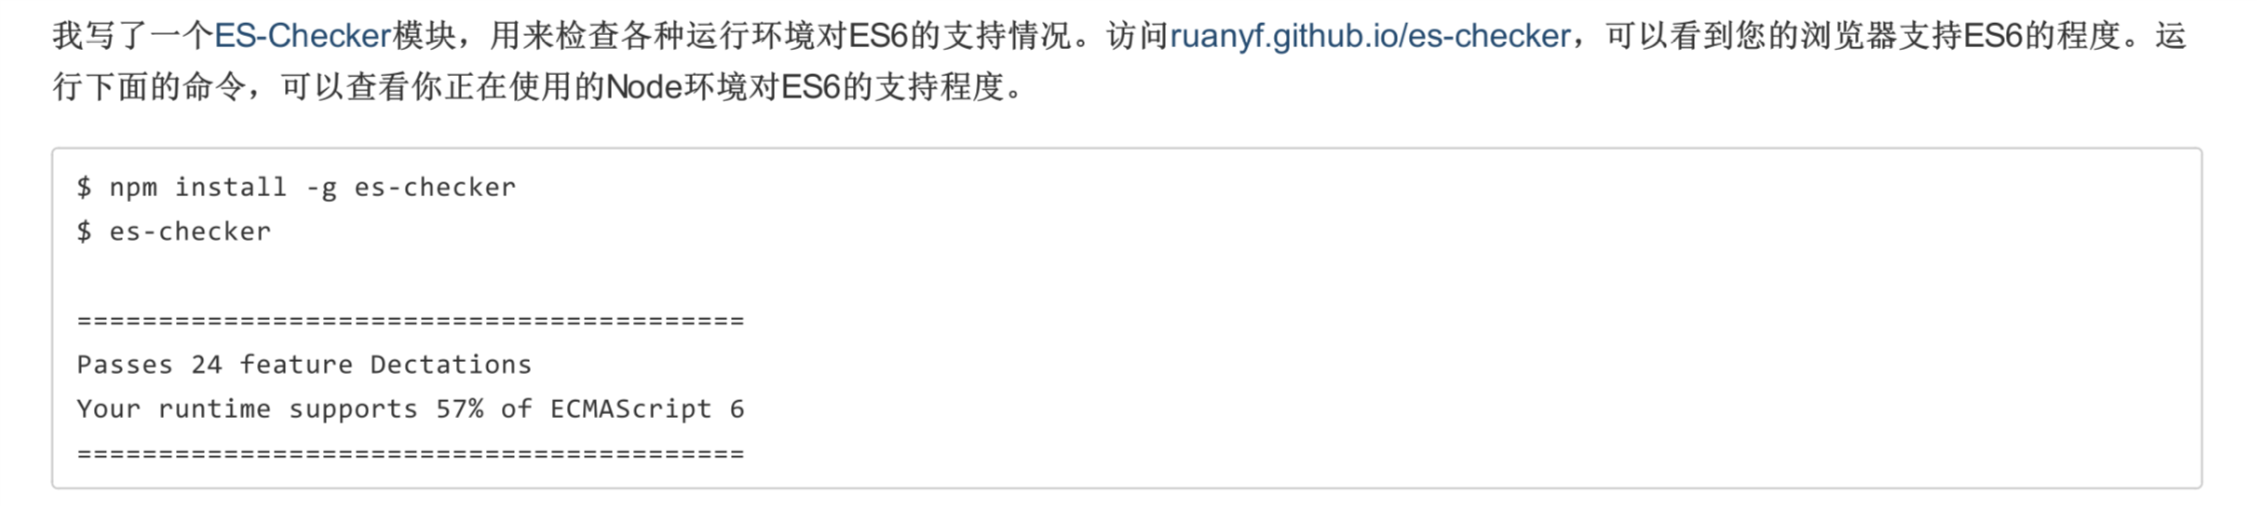 我写了一个ES-Checker模块，用来检查各种运行环境对ES6的支持情况。访问ruanyf.github.io/es-checker，可以看到您的浏览器支持ES6的程度。运
行下面的命令，可以查看你正在使用的Node环境对ES6的支持程度。
$ npm install -g es-checker
$ es-checker
=========================================
Passes 24 feature Dectations
Your runtime supports 57% of ECMAScript 6
=========================================